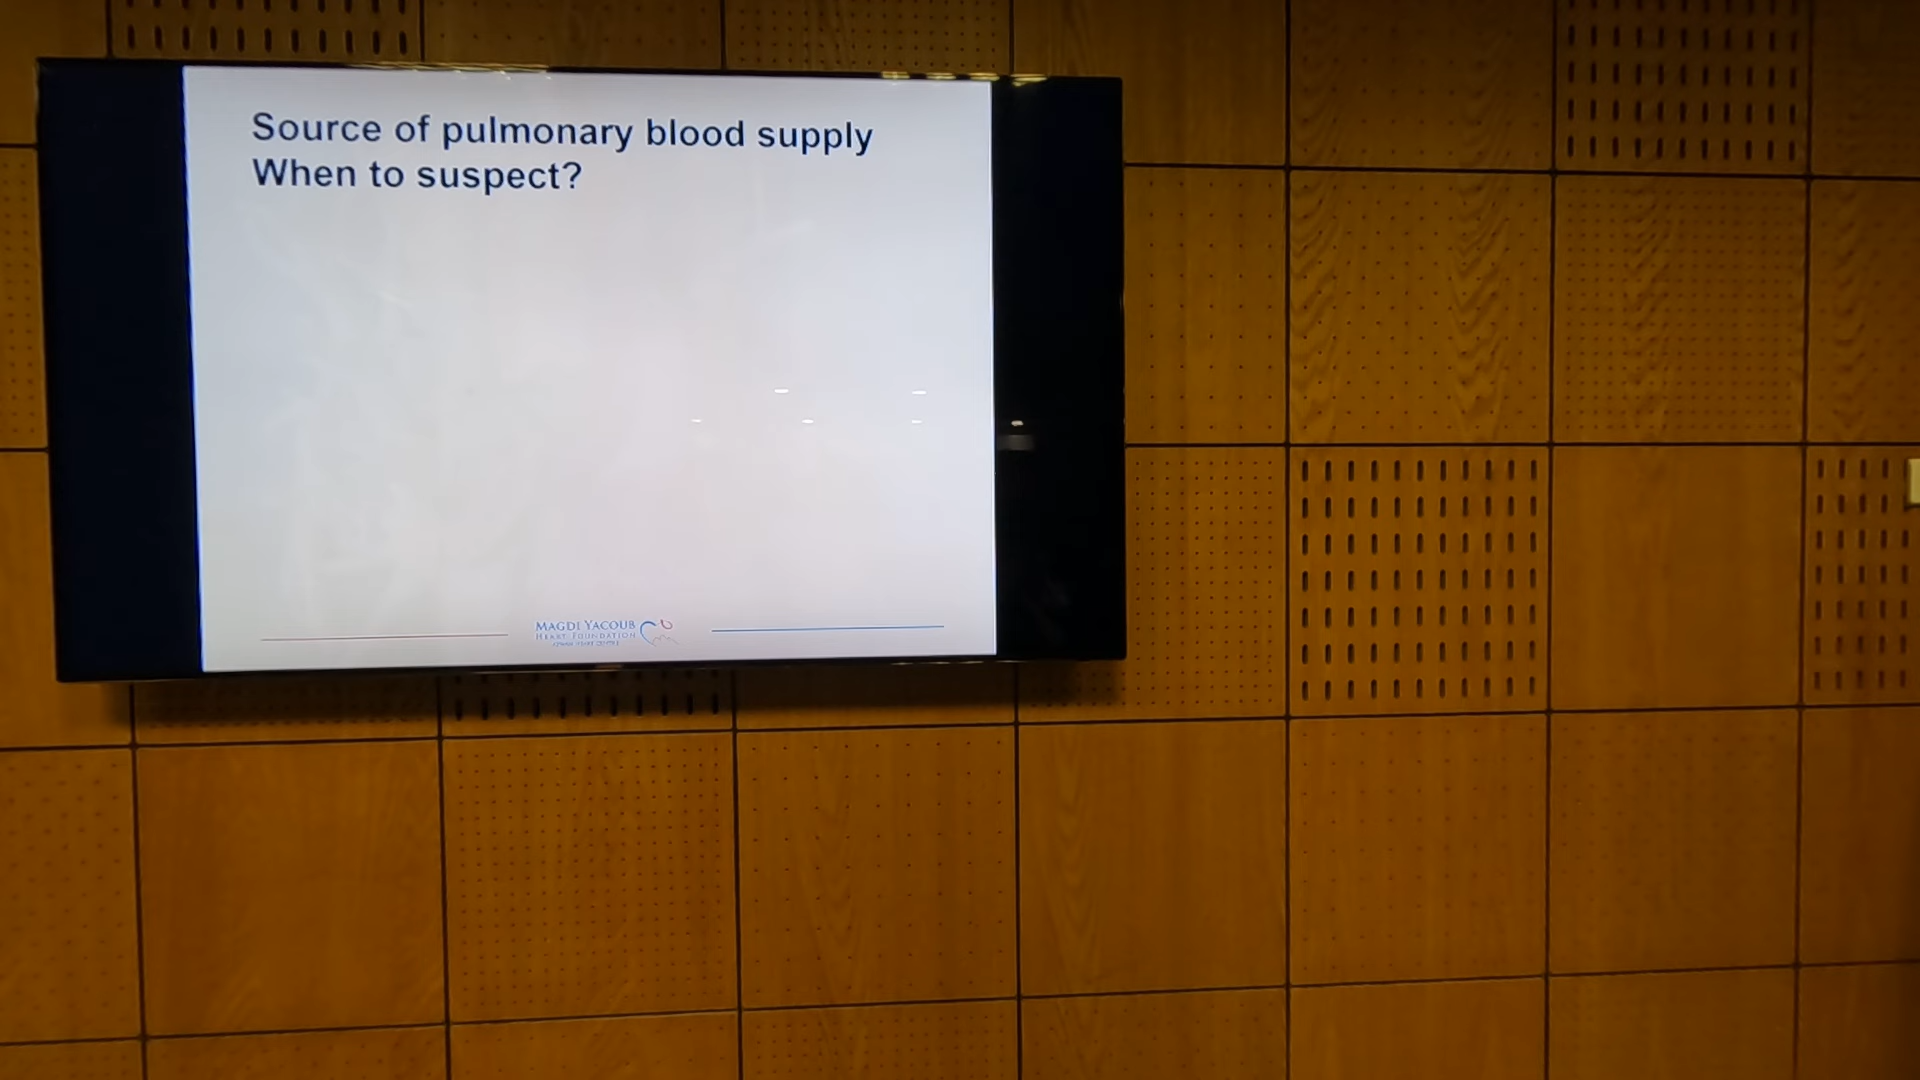 Source of pulmonary blood supply
When to suspect?
MAGDI YACOUB
HEART FOUNDATION